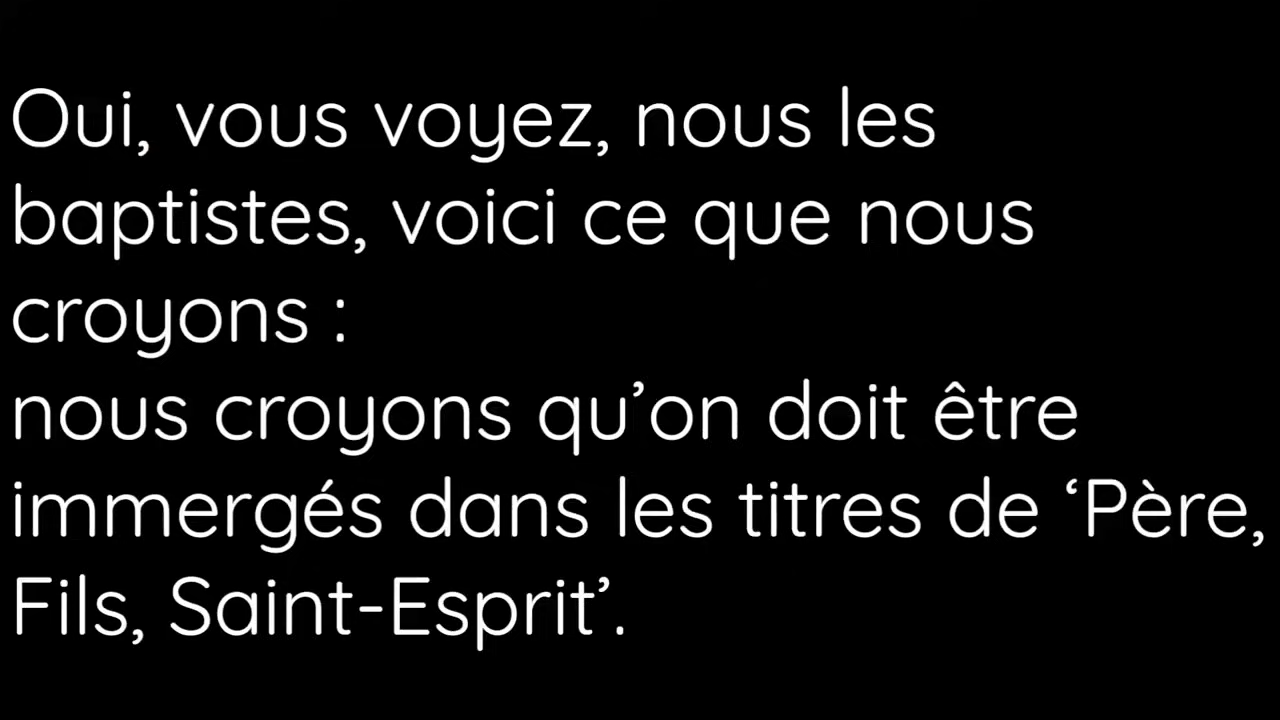 Oui, vous voyez, nous les
baptistes, voici ce que nous
croyons :
nous croyons qu’on doit être
immergés dans les titres de ‘Père,
Fils, Saint-Esprit’.